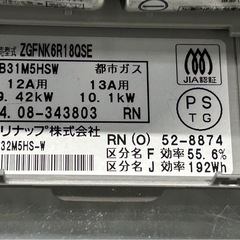 型式 ZGFNK6R18QSE
B31M5HSW 都市ガス
12A用 13A用
9.42kW 10.1kW
4.08-343803 RN
リナップ株式会社 RN (O) 52-8874
32M5HS-W 区分名 F 効率 55.6%
区分名 J 効率 192Wh
JIA認証
PS
TG